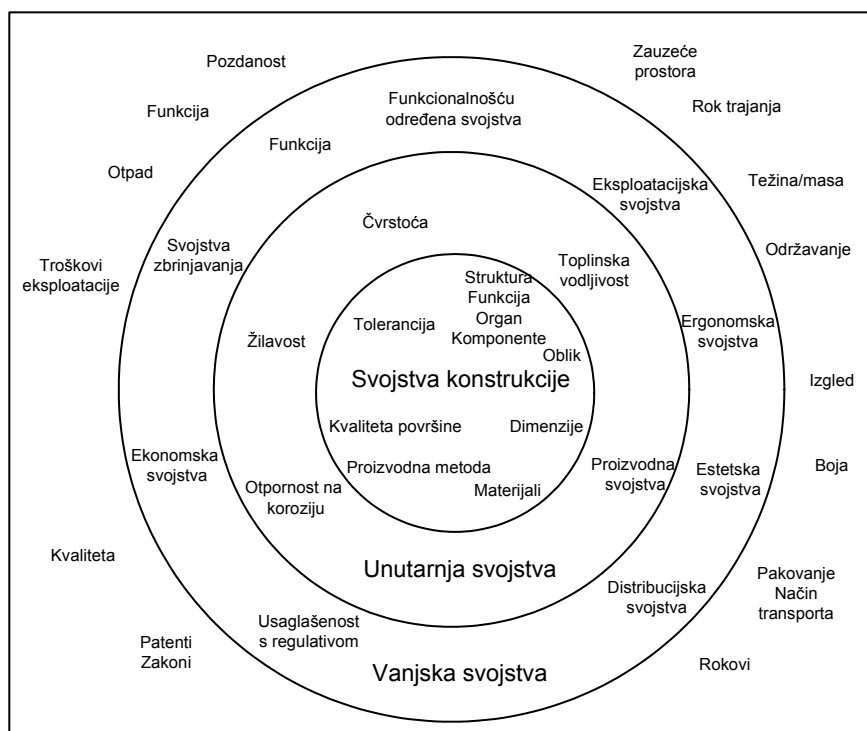 Pozdanost
Zauzeće
prostora
Funkcija
Funkcionalnošću
određena svojstva
Rok trajanja
Funkcija
Otpad
Eksploatacijska
svojstva
Težina/masa
Čvrstoća
Svojstva
zbrinjavanja
Toplinska
vodljivost
Održavanje
Troškovi
eksploatacije
Struktura
Funkcija
Organ
Komponente
Tolerancija
Oblik
Žilavost
Ergonomska
svojstva
Svojstva konstrukcije
Izgled
Kvaliteta površine
Dimenzije
Ekonomska
svojstva
Proizvodna metoda
Materijali
Proizvodna
svojstva
Estetska
svojstva
Boja
Otpornost na
koroziju
Kvaliteta
Unutarnja svojstva
Distribucijska
svojstva
Pakovanje
Način
transporta
Usaglašenost
s regulativom
Patenti
Zakoni
Vanjska svojstva
Rokovi